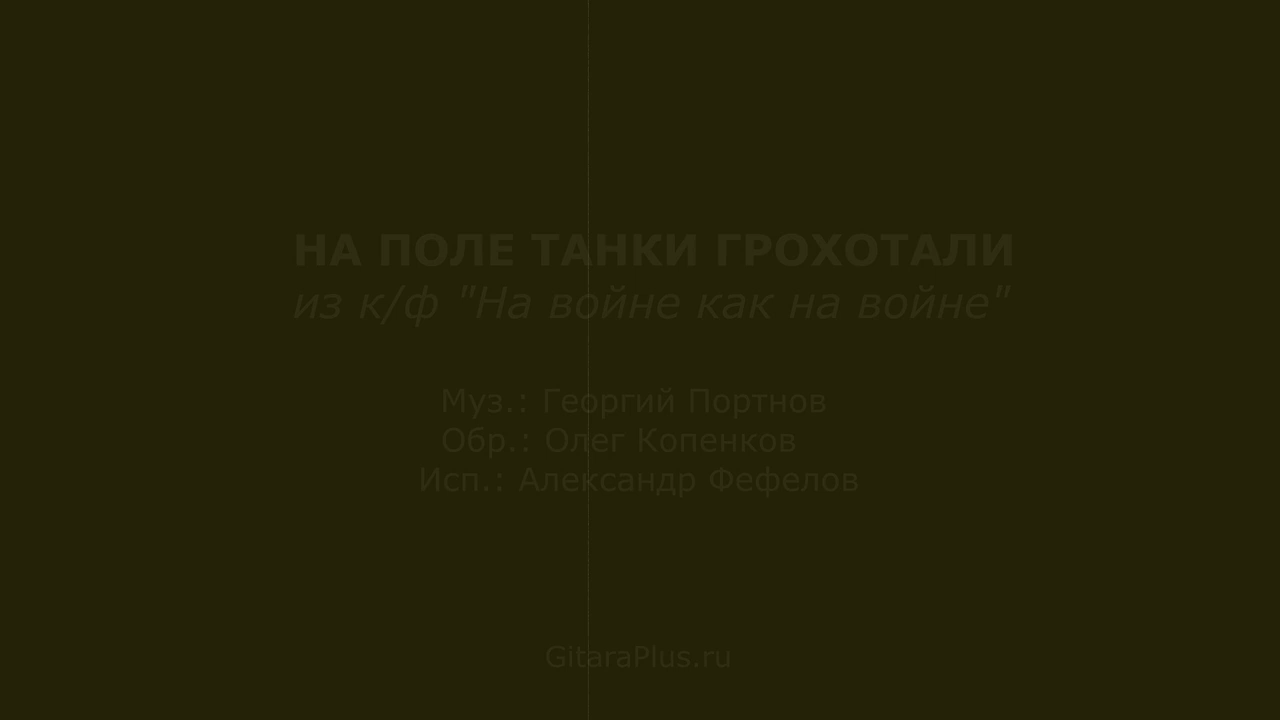 НА ПОЛЕ ТАНКИ ГРОХОТАЛИ
из к/ф "На войне как на войне"
Муз.: Георгий Портнов
Обр.: Олег Копенков
Исп.: Александр Фефелов
GitaraPlus.ru